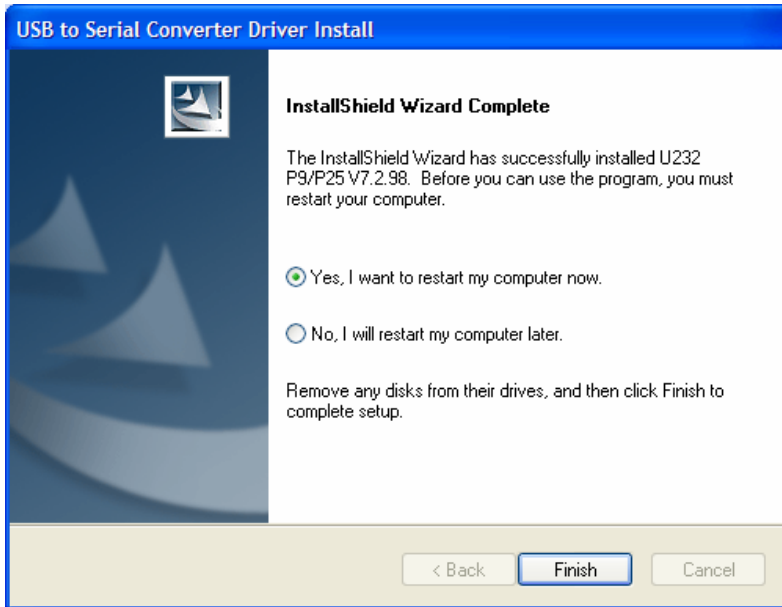 USB to Serial Converter Driver Install
InstallShield Wizard Complete
The InstallShield Wizard has successfully installed U232
P9/P25 V7.2.98.  Before you can use the program, you must
restart your computer.
Yes, I want to restart my computer now.
No, I will restart my computer later.
Remove any disks from their drives, and then click Finish to
complete setup.
< Back
Finish
Cancel